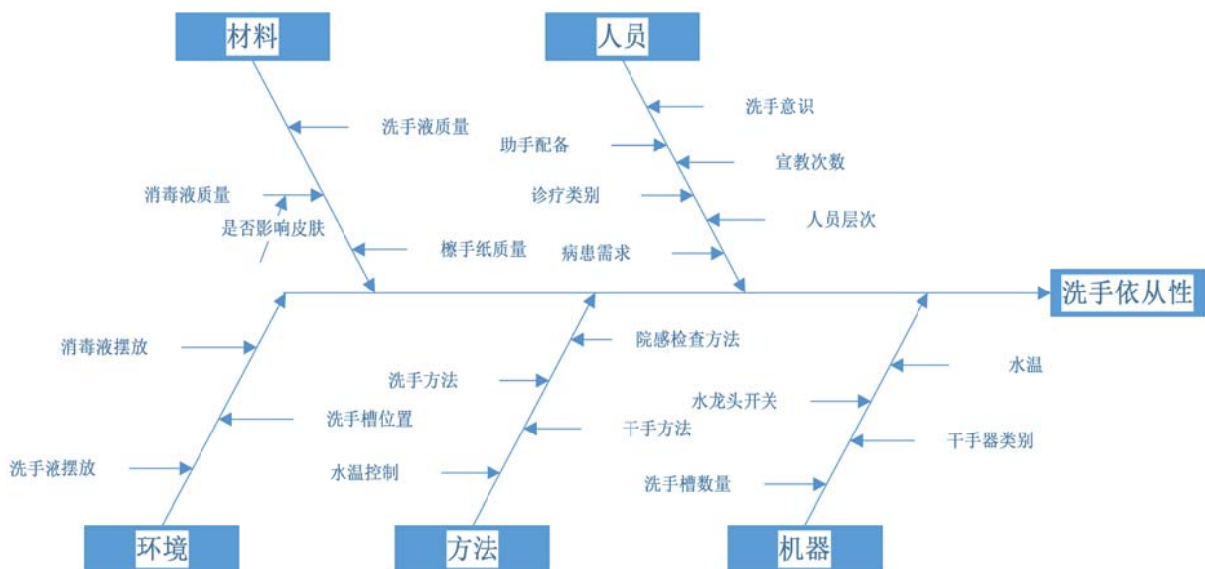 材料
人员
洗手意识
洗手液质量
助手配备
宣教次数
消毒液质量
诊疗类别
是否影响皮肤
人员层次
檫手纸质量
病患需求
洗手依从性
消毒液摆放
院感检查方法
水温
洗手方法
水龙头开关
洗手槽位置
干手方法
干手器类别
洗手液摆放
水温控制
洗手槽数量
环境
方法
机器